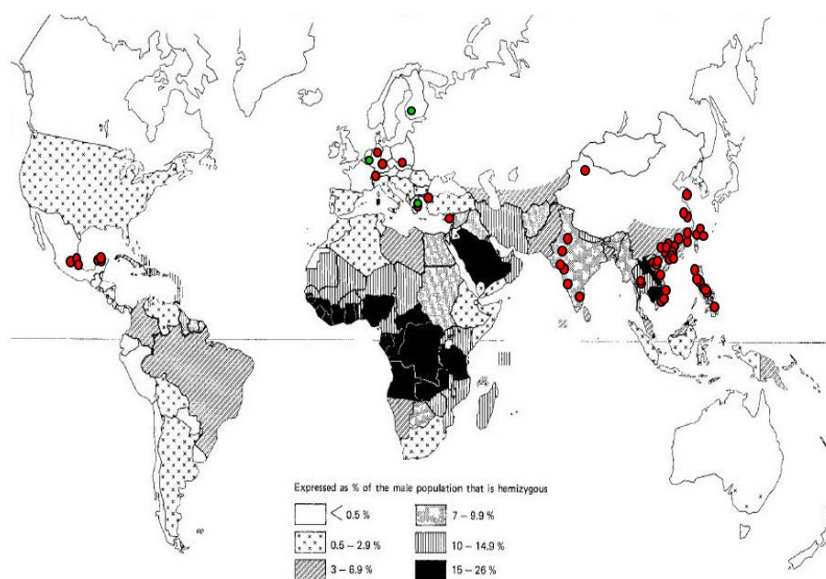 Expressed as % of the male population that is hemizygous
< 0.5 %
7 – 9.9 %
0.5 – 2.9 %
10 – 14.9 %
3 – 6.9 %
15 – 26 %